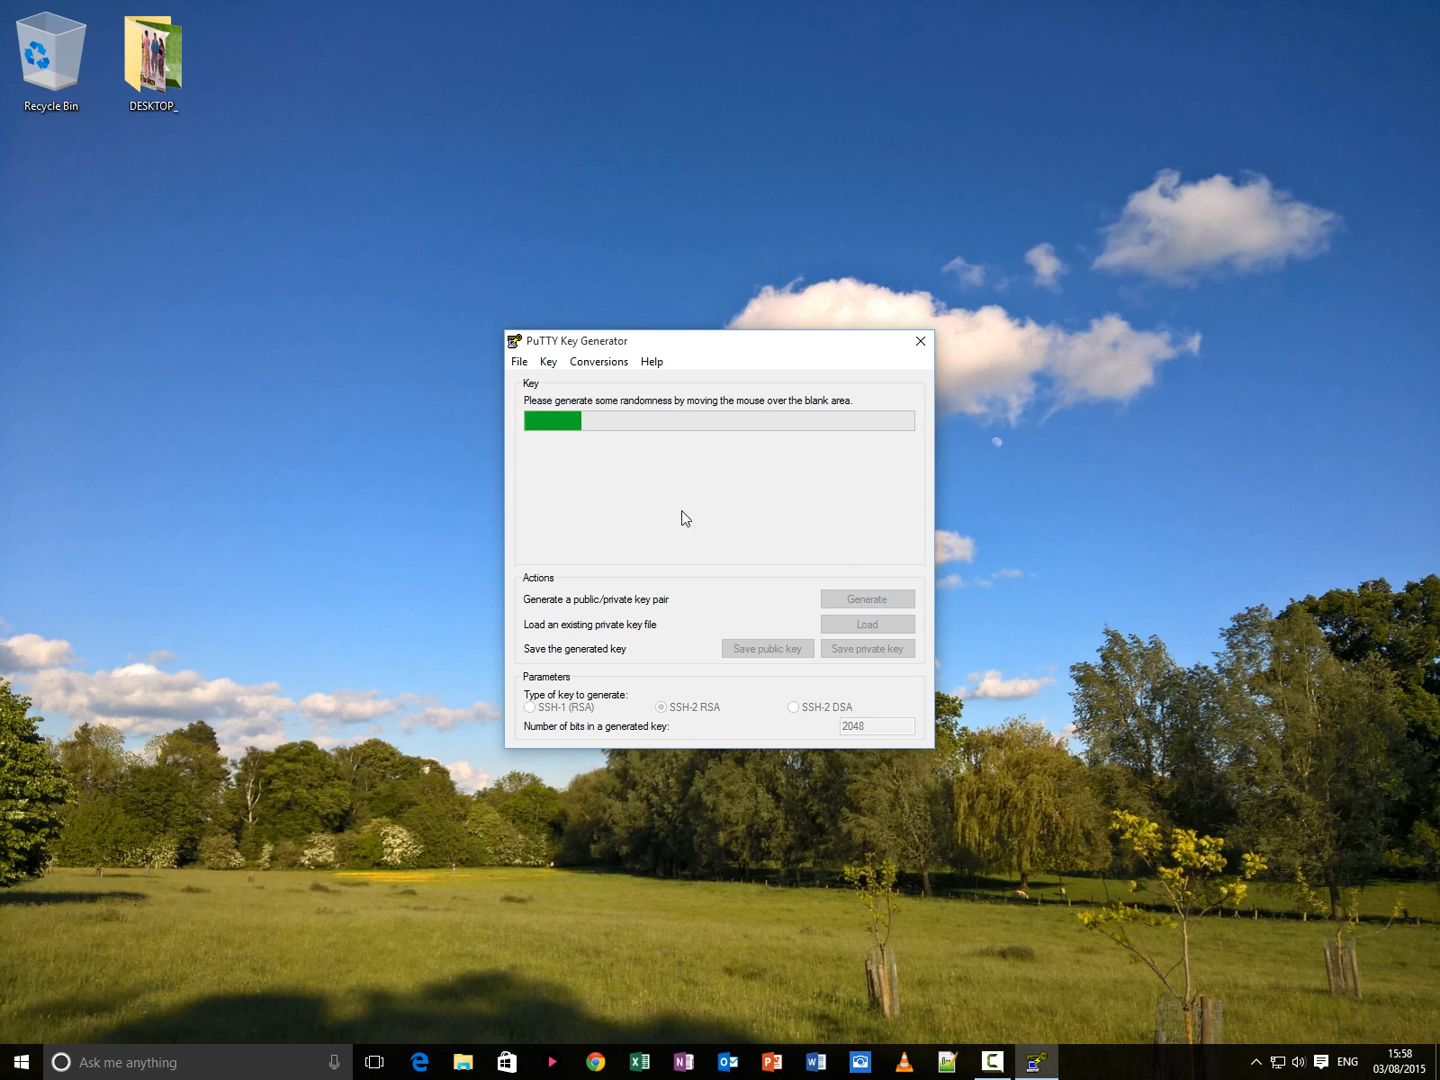 Recycle Bin
DESKTOP_
PuTTY Key Generator
File Key Conversions Help
Key
Please generate some randomness by moving the mouse over the blank area.
Actions
Generate a public/private key pair
Generate
Load an existing private key file
Load
Save the generated key
Save public key
Save private key
Parameters
Type of key to generate:
SSH-1 (RSA)
SSH-2 RSA
SSH-2 DSA
Number of bits in a generated key:
2048
Ask me anything
ENG
15:58
03/08/2015